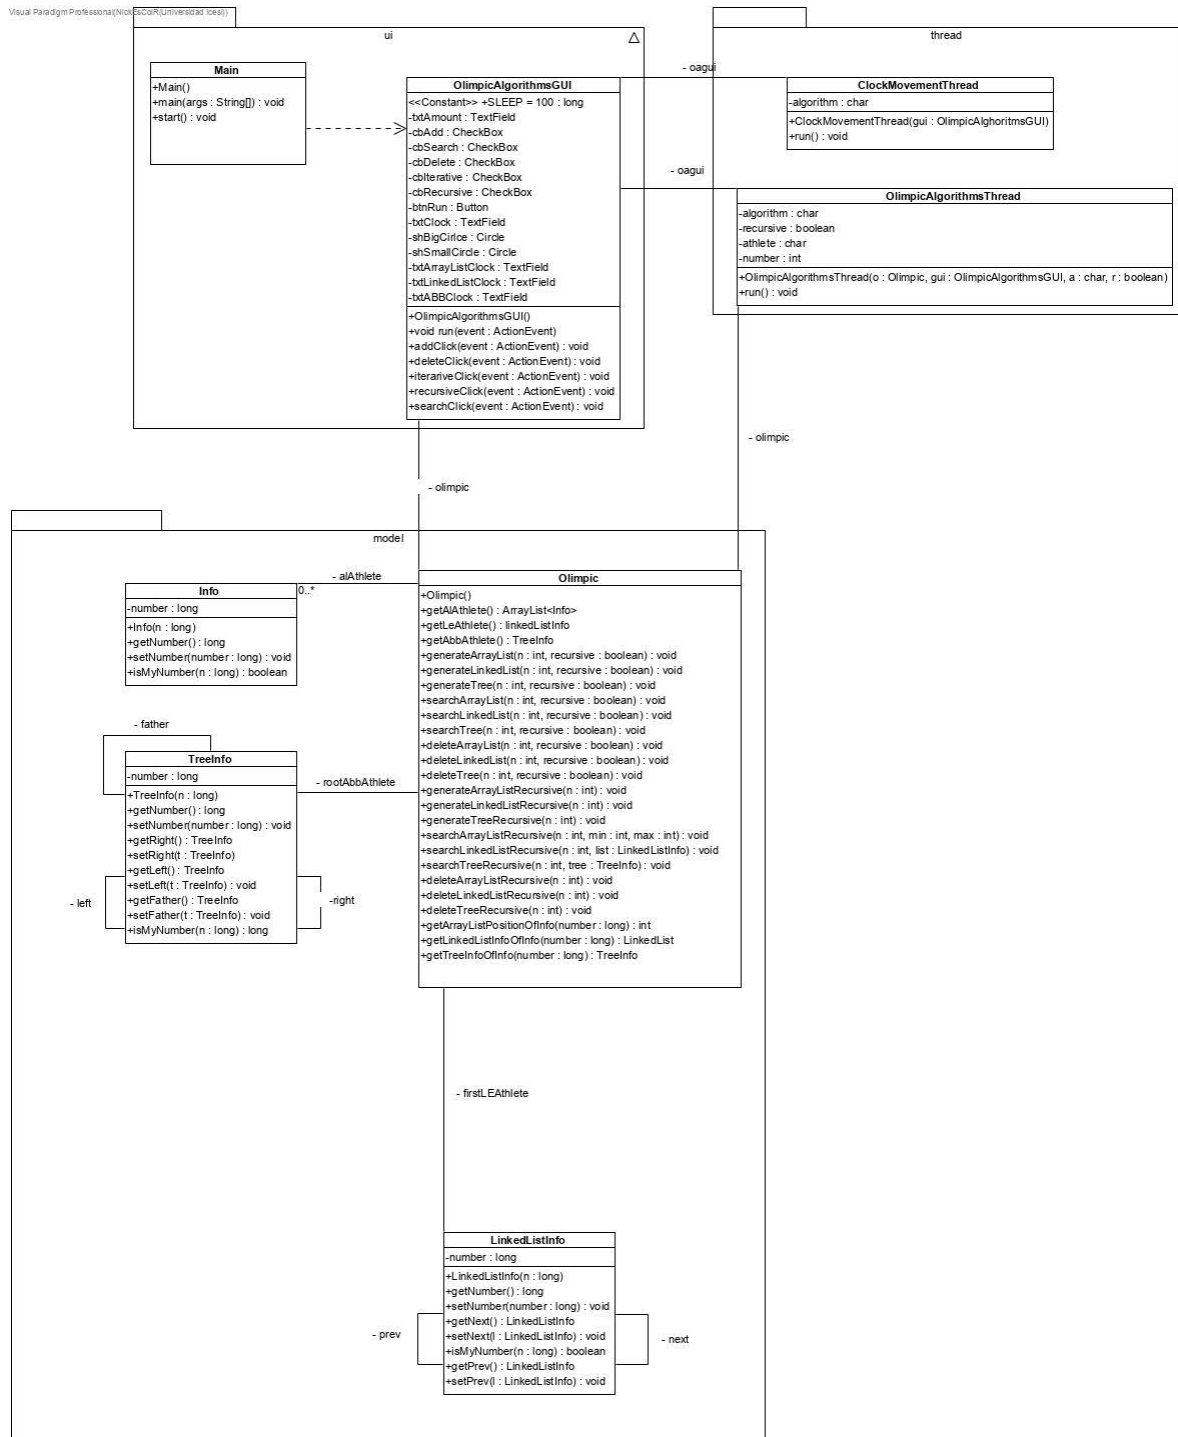 Visual Paradigm Professional(NickEsColR(Universidad Icesi))
ui
Main
+Main()
+main(args : String[]) : void
+start() : void
OlimpicAlgorithmsGUI
<<Constant>> +SLEEP = 100 : long
-txtAmount : TextField
-cbAdd : CheckBox
-cbSearch : CheckBox
-cbDelete : CheckBox
-cbIterative : CheckBox
-cbRecursive : CheckBox
-btnRun : Button
-txtClock : TextField
-shBigCirlce : Circle
-shSmallCircle : Circle
-txtArrayListClock : TextField
-txtLinkedListClock : TextField
-txtABBClock : TextField
+OlimpicAlgorithmsGUI()
+void run(event : ActionEvent)
+addClick(event : ActionEvent) : void
+deleteClick(event : ActionEvent) : void
+iterariveClick(event : ActionEvent) : void
+recursiveClick(event : ActionEvent) : void
+searchClick(event : ActionEvent) : void
thread
- oagui
ClockMovementThread
-algorithm : char
+ClockMovementThread(gui : OlimpicAlghoritmsGUI)
+run() : void
- oagui
OlimpicAlgorithmsThread
-algorithm : char
-recursive : boolean
-athlete : char
-number : int
+OlimpicAlgorithmsThread(o : Olimpic, gui : OlimpicAlgorithmsGUI, a : char, r : boolean)
+run() : void
- olimpic
- olimpic
model
Info
-number : long
+Info(n : long)
+getNumber() : long
+setNumber(number : long) : void
+isMyNumber(n : long) : boolean
- alAthlete
0..*
Olimpic
+Olimpic()
+getAlAthlete() : ArrayList<Info>
+getLeAthlete() : linkedListInfo
+getAbbAthlete() : TreeInfo
+generateArrayList(n : int, recursive : boolean) : void
+generateLinkedList(n : int, recursive : boolean) : void
+generateTree(n : int, recursive : boolean) : void
+searchArrayList(n : int, recursive : boolean) : void
+searchLinkedList(n : int, recursive : boolean) : void
+searchTree(n : int, recursive : boolean) : void
+deleteArrayList(n : int, recursive : boolean) : void
+deleteLinkedList(n : int, recursive : boolean) : void
+deleteTree(n : int, recursive : boolean) : void
+generateArrayListRecursive(n : int) : void
+generateLinkedListRecursive(n : int) : void
+generateTreeRecursive(n : int) : void
+searchArrayListRecursive(n : int, min : int, max : int) : void
+searchLinkedListRecursive(n : int, list : LinkedListInfo) : void
+searchTreeRecursive(n : int, tree : TreeInfo) : void
+deleteArrayListRecursive(n : int) : void
+deleteLinkedListRecursive(n : int) : void
+deleteTreeRecursive(n : int) : void
+getArrayListPositionOfInfo(number : long) : int
+getLinkedListInfoOfInfo(number : long) : LinkedList
+getTreeInfoOfInfo(number : long) : TreeInfo
- father
TreeInfo
-number : long
+TreeInfo(n : long)
+getNumber() : long
+setNumber(number : long) : void
+getRight() : TreeInfo
+setRight(t : TreeInfo)
+getLeft() : TreeInfo
+setLeft(t : TreeInfo) : void
+getFather() : TreeInfo
+setFather(t : TreeInfo) : void
+isMyNumber(n : long) : long
- rootAbbAthlete
- left
-right
- firstLEAthlete
LinkedListInfo
-number : long
+LinkedListInfo(n : long)
+getNumber() : long
+setNumber(number : long) : void
+getNext() : LinkedListInfo
+setNext(l : LinkedListInfo) : void
+isMyNumber(n : long) : boolean
+getPrev() : LinkedListInfo
+setPrev(l : LinkedListInfo) : void
- prev
- next